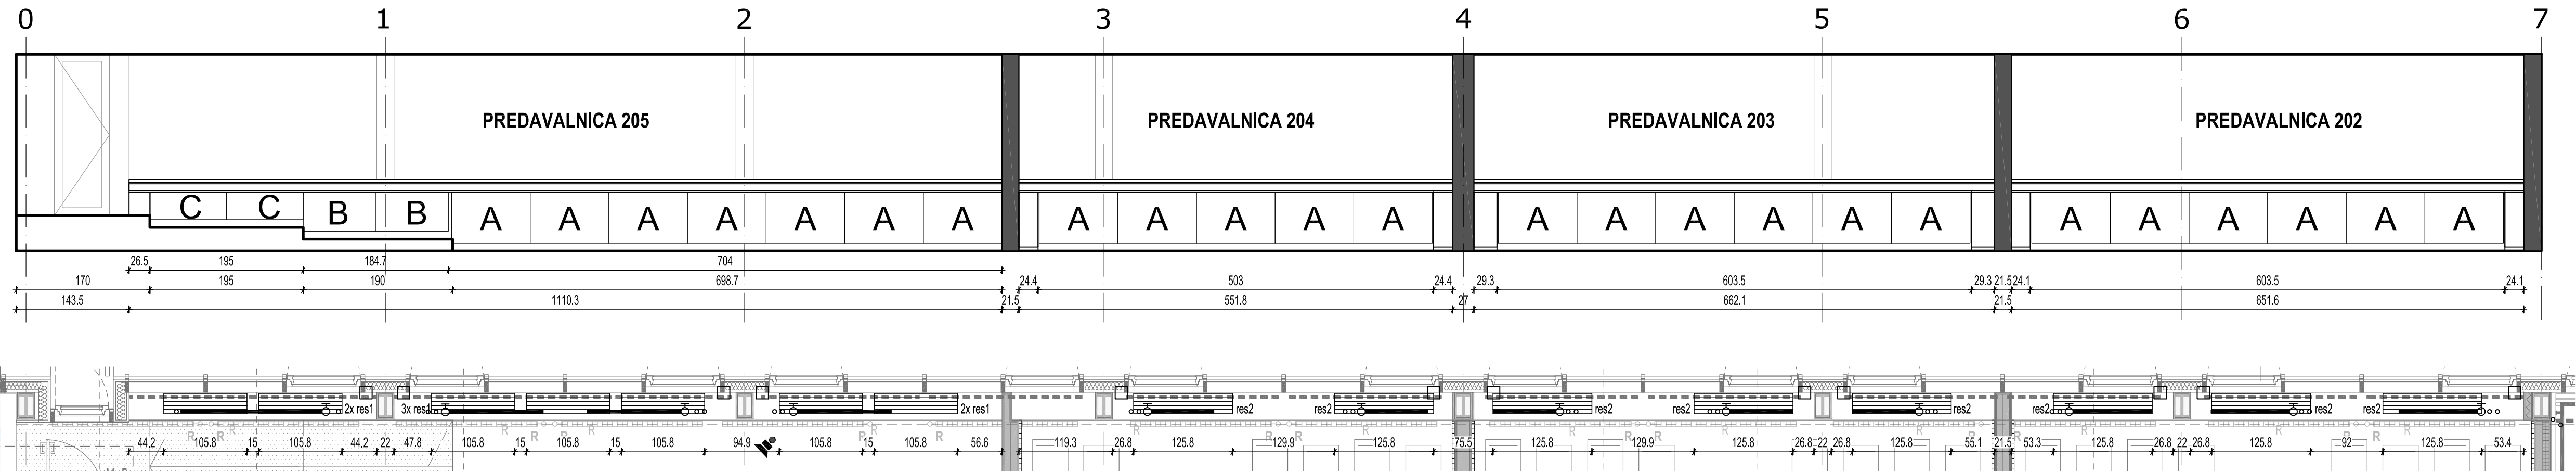 0 1 2 3 4 5 6 7
PREDAVALNICA 205 PREDAVALNICA 204 PREDAVALNICA 203 PREDAVALNICA 202
C C B B A A A A A A A A A A A A A A A A A A A A A A A A
26.5 195 184.7 704
170 195 190 698.7 24.4 503 24.4 29.3 603.5 29.3 21.5 24.1 603.5 24.1
143.5 1110.3 21.5 551.8 27 662.1 21.5 651.6
2x res1 3x res1 2x res1 res2 res2 res2 res2 res2 res2 res2 res2
R R R R R R R R R R R R R R R R R
44.2 105.8 15 105.8 44.2 22 47.8 105.8 15 105.8 15 105.8 94.9 105.8 15 105.8 56.6 119.3 26.8 125.8 129.9 125.8 75.5 125.8 129.9 125.8 26.8 22 26.8 125.8 55.1 21.5 53.3 125.8 26.8 22 26.8 125.8 92 125.8 53.4